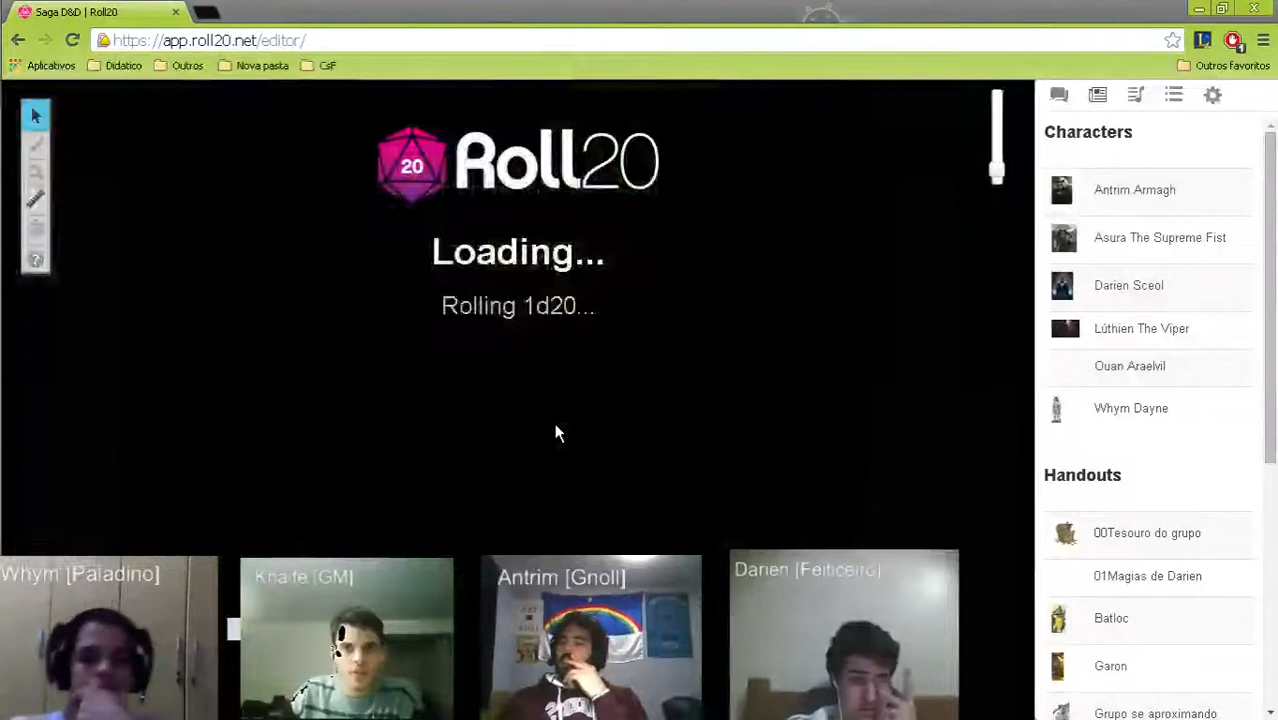 Saga D&D | Roll20
https://app.roll20.net/editor/
Aplicativos Didatico Outros Nova pasta CsF Outros favoritos
20 Roll20
Loading...
Rolling 1d20...
Characters
Antrim Armagh
Asura The Supreme Fist
Darien Sceol
Lúthien The Viper
Ouan Araelvil
Whym Dayne
Handouts
00Tesouro do grupo
01Magias de Darien
Batloc
Garon
Grupo se aproximando
Whym [Paladino]
Knaife [GM]
Antrim [Gnoll]
Darien [Feiticeiro]